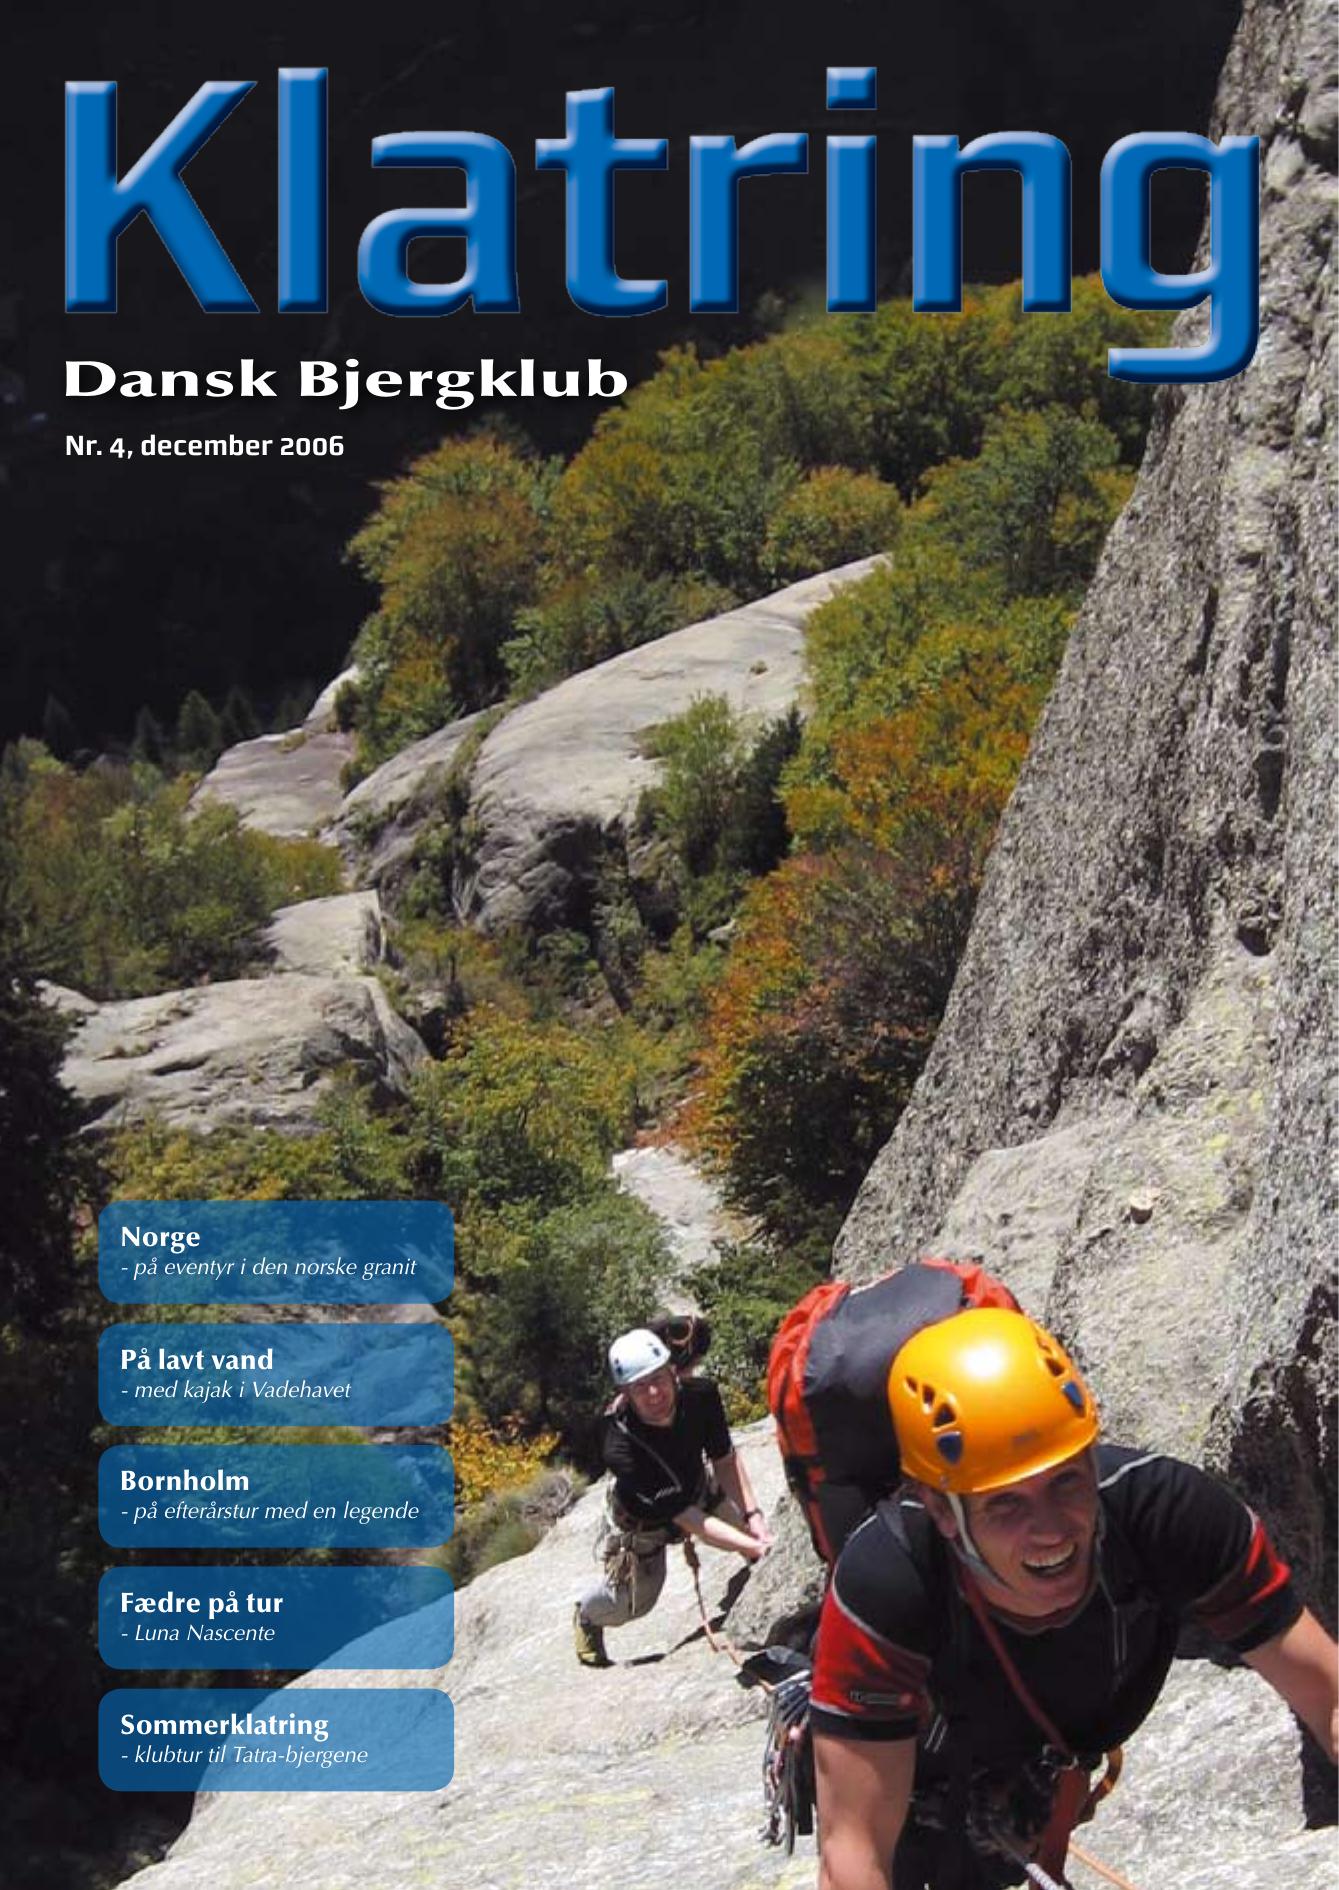 Klatring
Dansk Bjergklub
Nr. 4, december 2006
Norge
- på eventyr i den norske granit
På lavt vand
- med kajak i Vadehavet
Bornholm
- på efterårstur med en legende
Fædre på tur
- Luna Nascente
Sommerklatring
- klubtur til Tatra-bjergene